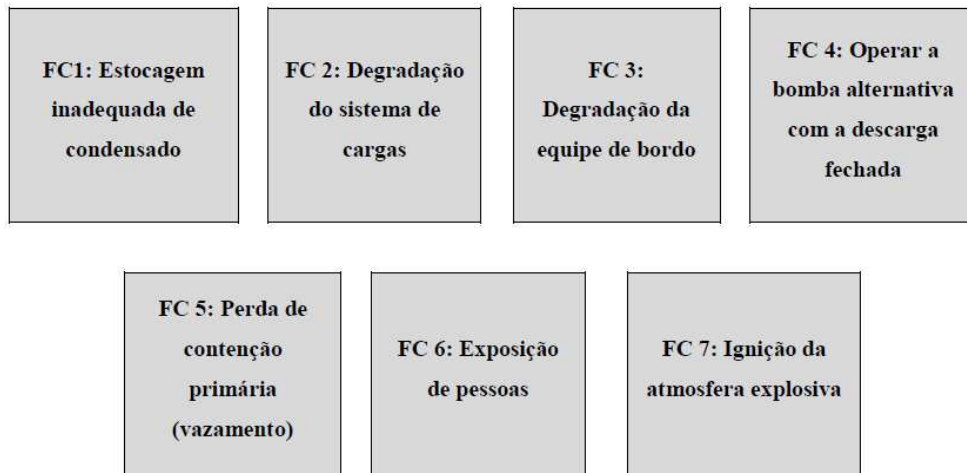 FC1: Estocagem
inadequada de
condensado
FC 2: Degradação
do sistema de
cargas
FC 3:
Degradação da
equipe de bordo
FC 4: Operar a
bomba alternativa
com a descarga
fechada
FC 5: Perda de
contenção
primária
(vazamento)
FC 6: Exposição
de pessoas
FC 7: Ignição da
atmosfera explosiva